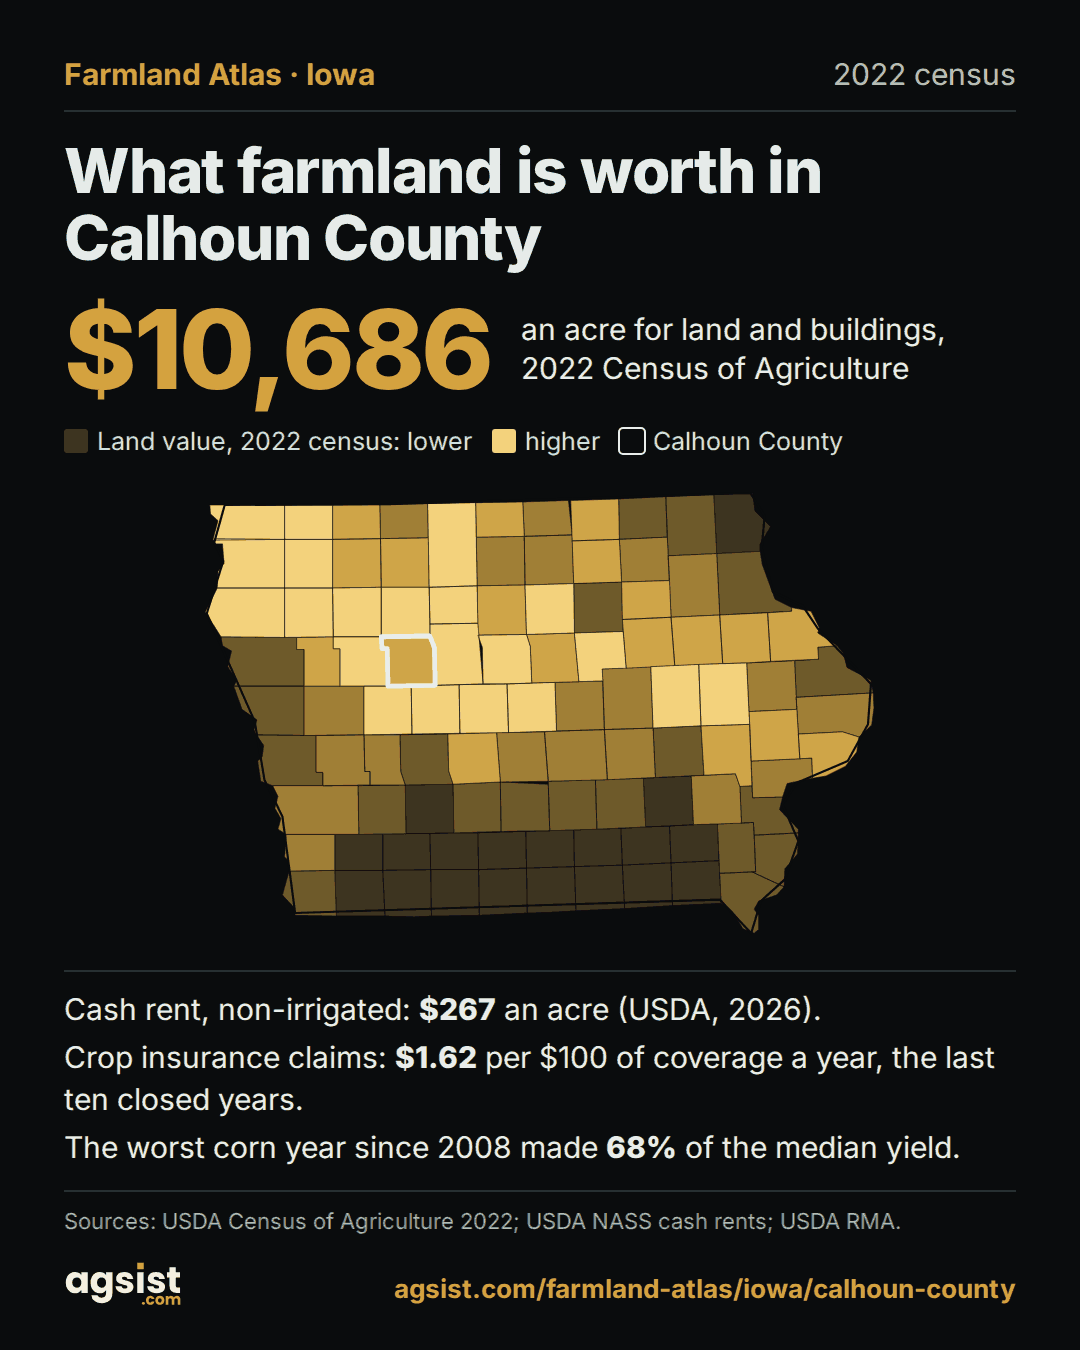 Farmland Atlas · Iowa
2022 census
What farmland is worth in
Calhoun County
$10,686
an acre for land and buildings,
2022 Census of Agriculture
Land value, 2022 census: lower
higher
Calhoun County
Cash rent, non-irrigated: $267 an acre (USDA, 2026).
Crop insurance claims: $1.62 per $100 of coverage a year, the last
ten closed years.
The worst corn year since 2008 made 68% of the median yield.
Sources: USDA Census of Agriculture 2022; USDA NASS cash rents; USDA RMA.
agsist
.com
agsist.com/farmland-atlas/iowa/calhoun-county